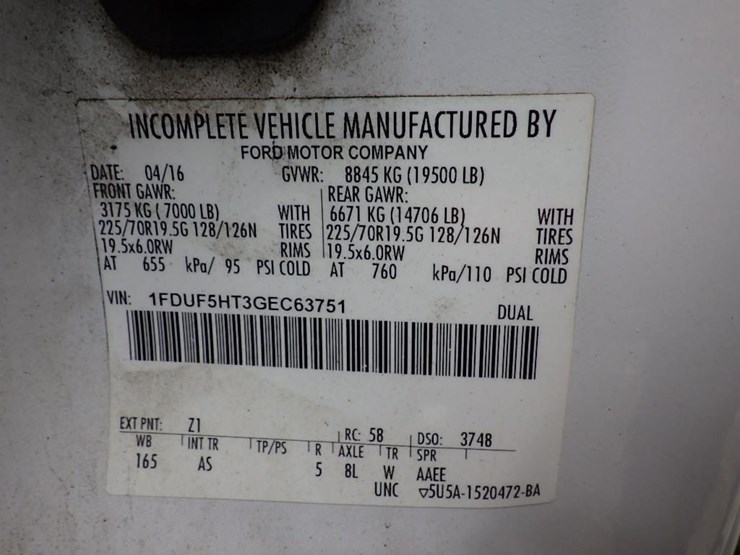 INCOMPLETE VEHICLE MANUFACTURED BY
FORD MOTOR COMPANY
DATE: 04/16 GVWR: 8845 KG (19500 LB)
FRONT GAWR: REAR GAWR:
3175 KG ( 7000 LB) WITH 6671 KG (14706 LB) WITH
225/70R19.5G 128/126N TIRES 225/70R19.5G 128/126N TIRES
19.5x6.0RW RIMS 19.5x6.0RW RIMS
AT 655 kPa/ 95 PSI COLD AT 760 kPa/110 PSI COLD
VIN: 1FDUF5HT3GEC63751 DUAL
EXT PNT: Z1 RC: 58 DSO: 3748
WB INT TR TP/PS R AXLE TR SPR
165 AS 5 8L W AAEE
UNC ▽5U5A-1520472-BA